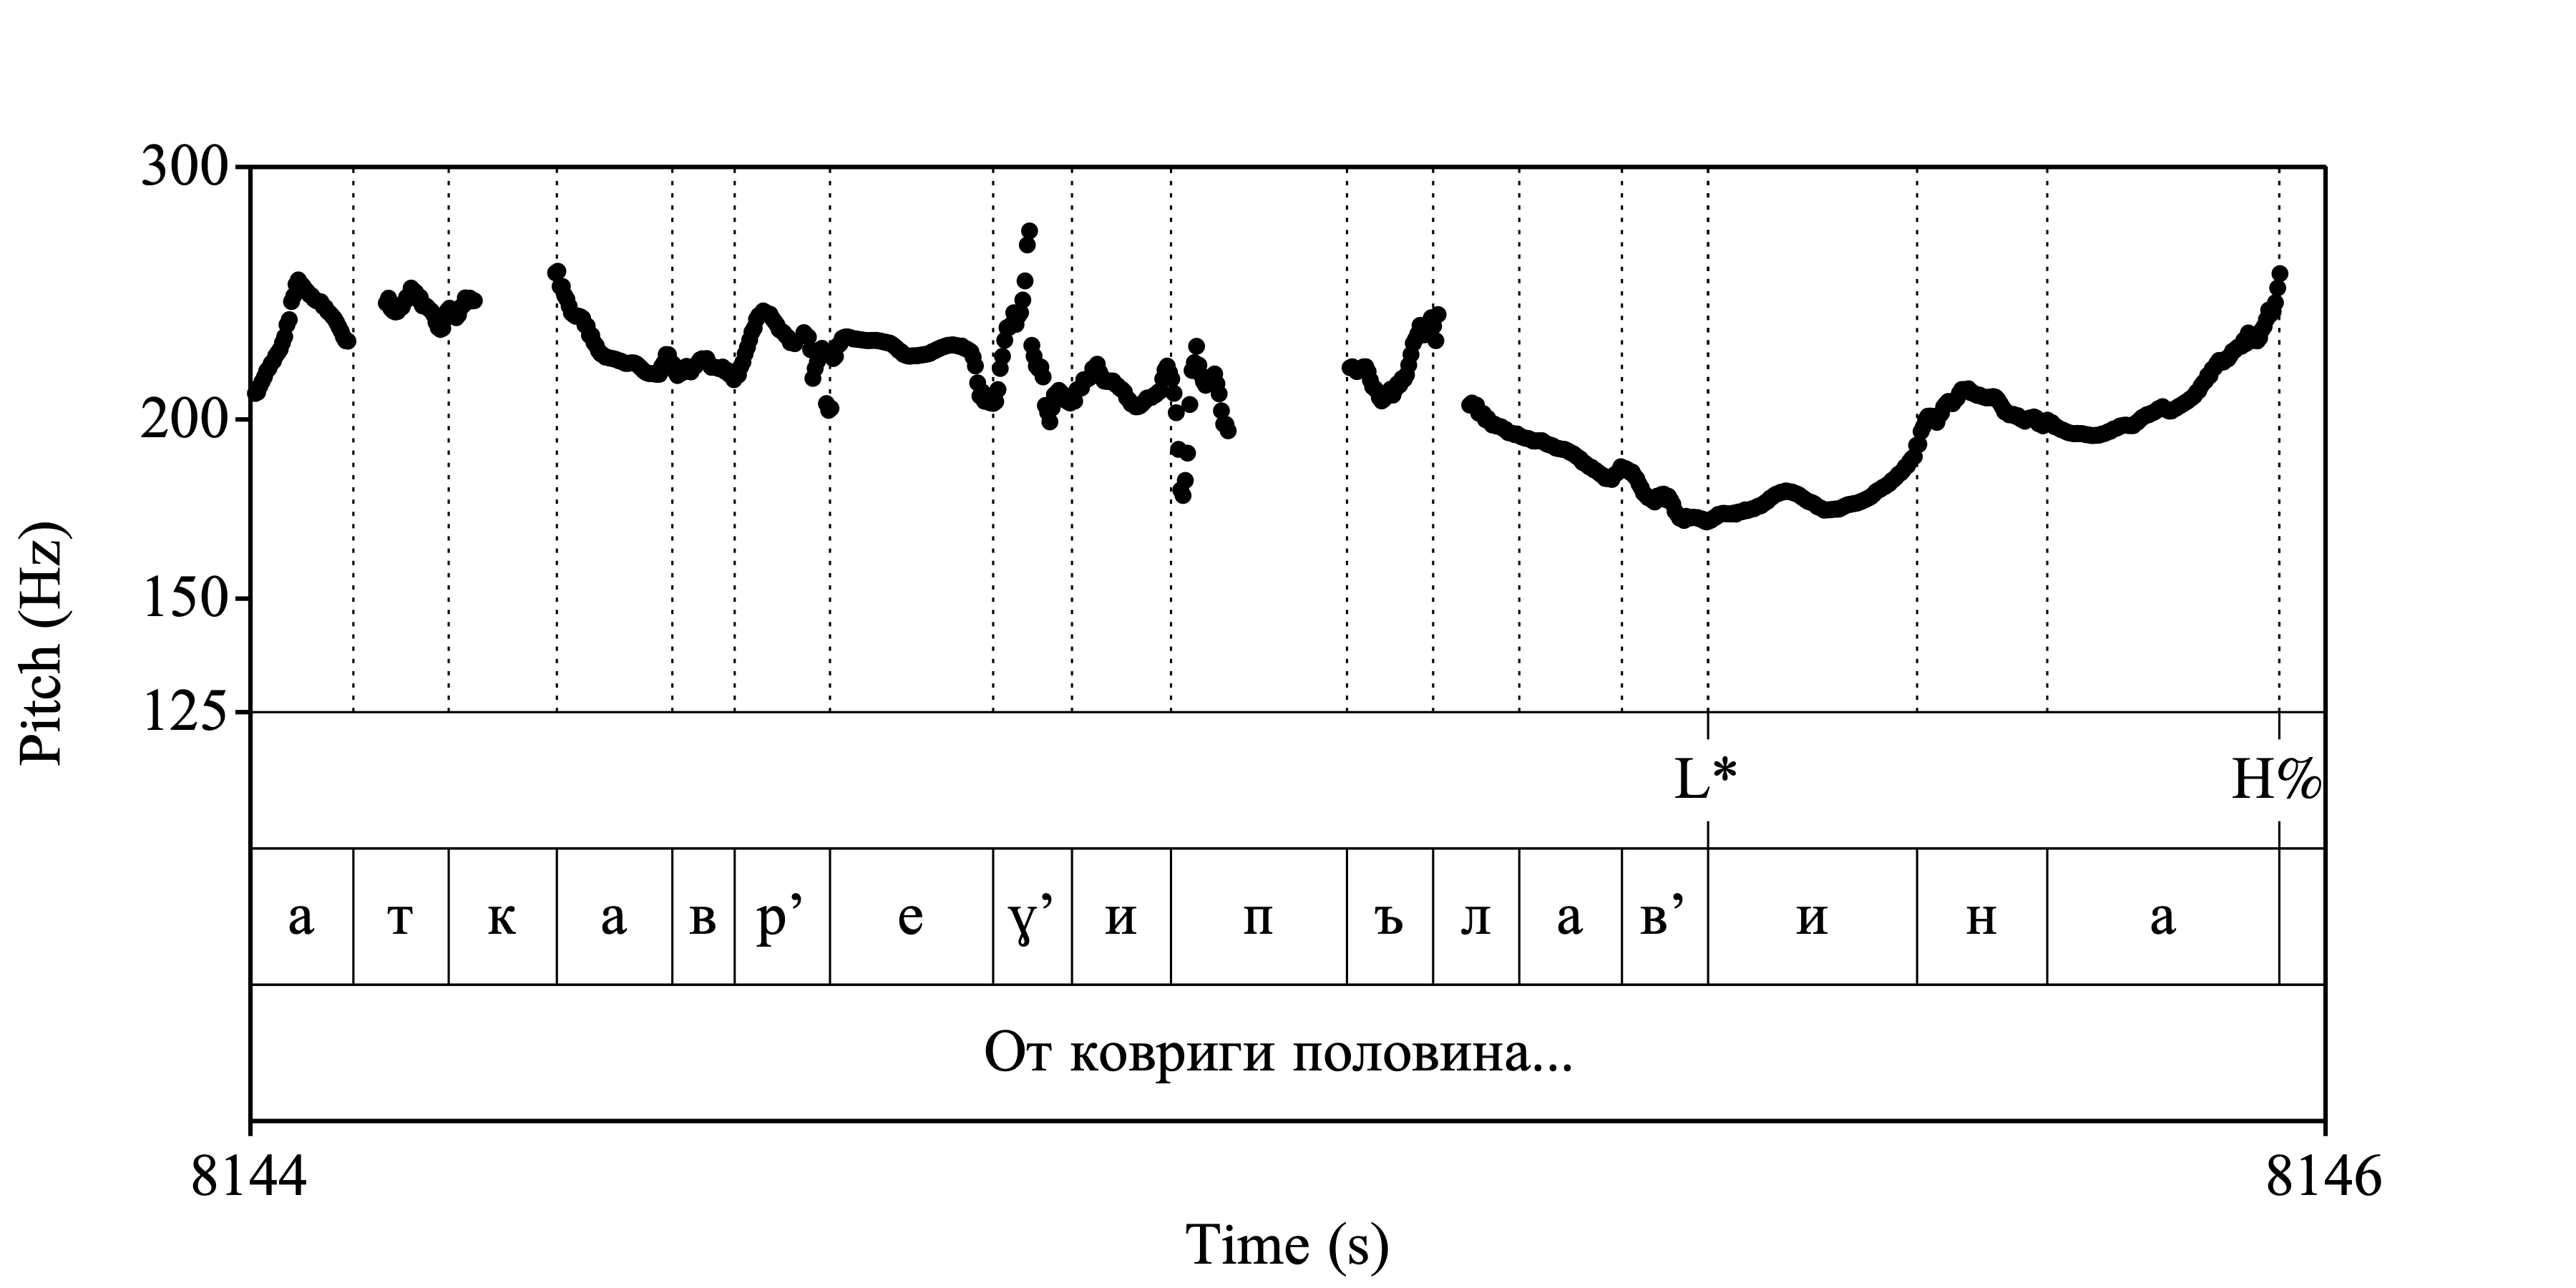 300
200
150
125
Pitch (Hz)
L* H%
а т к а в р’ е ɣ’ и п ъ л а в’ и н а
От ковриги половина...
8144 8146
Time (s)